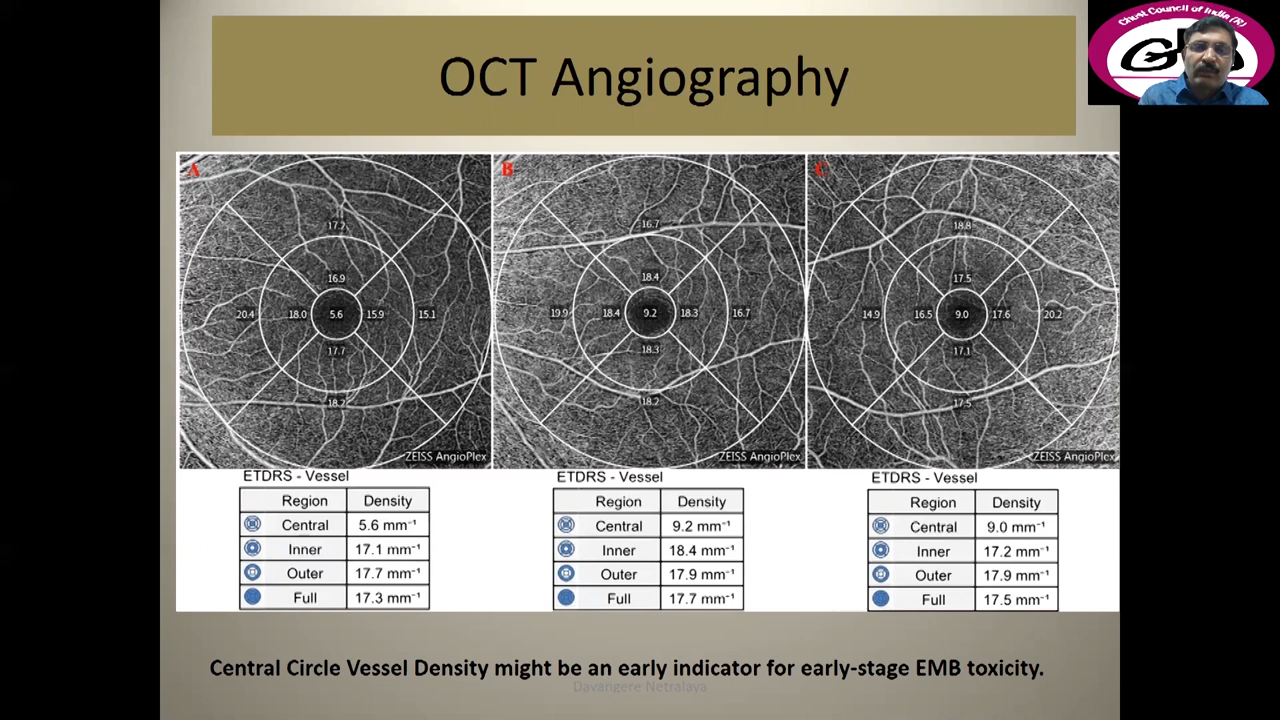 OCT Angiography
Chest Council of India (R)
A
17.2
16.9
20.4 18.0 5.6 15.9 15.1
17.7
18.2
ZEISS AngioPlex
B
16.7
18.4
19.9 18.4 9.2 18.3 16.7
18.3
18.2
ZEISS AngioPlex
C
18.8
17.5
14.9 16.5 9.0 17.6 20.2
17.1
17.5
ZEISS AngioPlex
ETDRS - Vessel
Region Density
Central 5.6 mm⁻¹
Inner 17.1 mm⁻¹
Outer 17.7 mm⁻¹
Full 17.3 mm⁻¹
ETDRS - Vessel
Region Density
Central 9.2 mm⁻¹
Inner 18.4 mm⁻¹
Outer 17.9 mm⁻¹
Full 17.7 mm⁻¹
ETDRS - Vessel
Region Density
Central 9.0 mm⁻¹
Inner 17.2 mm⁻¹
Outer 17.9 mm⁻¹
Full 17.5 mm⁻¹
Central Circle Vessel Density might be an early indicator for early-stage EMB toxicity.
Davangere Netralaya